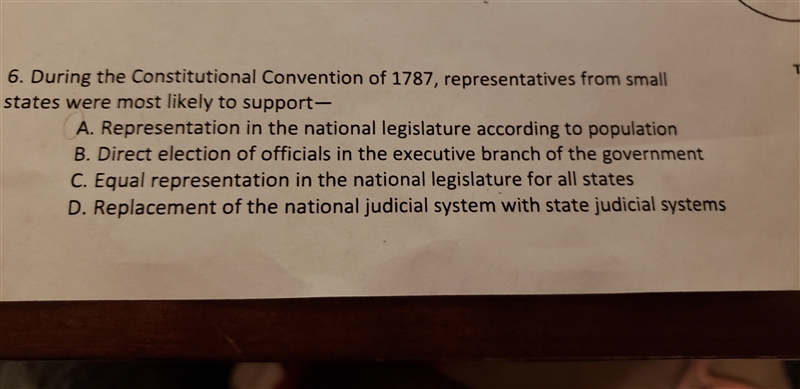 6. During the Constitutional Convention of 1787, representatives from small
states were most likely to support—
A. Representation in the national legislature according to population
B. Direct election of officials in the executive branch of the government
C. Equal representation in the national legislature for all states
D. Replacement of the national judicial system with state judicial systems